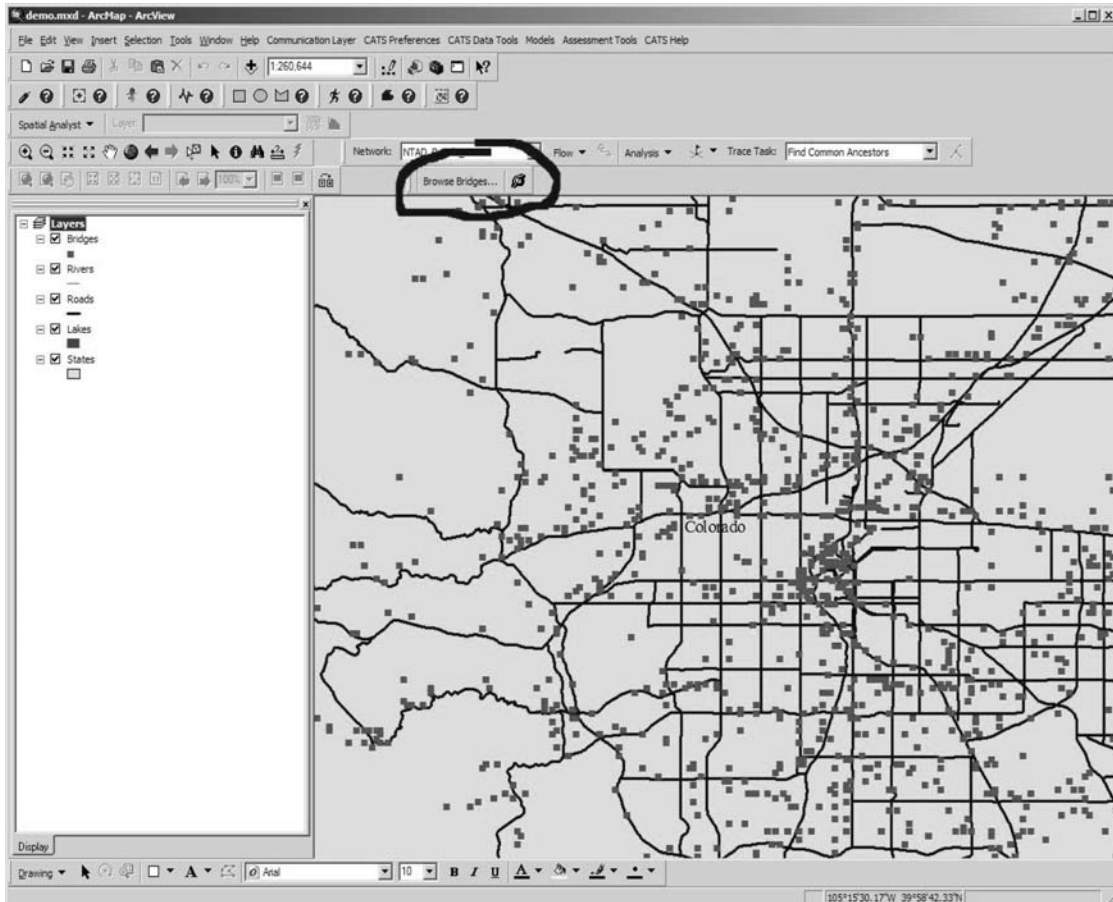 demo.mxd - ArcMap - ArcView
File Edit View Insert Selection Tools Window Help Communication Layer CATS Preferences CATS Data Tools Models Assessment Tools CATS Help
1:260,644
Spatial Analyst Layer:
Network: Flow Analysis Trace Task: Find Common Ancestors
100% Browse Bridges...
Layers
Bridges
Rivers
Roads
Lakes
States
Colorado
Display
Drawing A Arial 10 B I U A
105°15'30.17"W 39°58'42.33"N